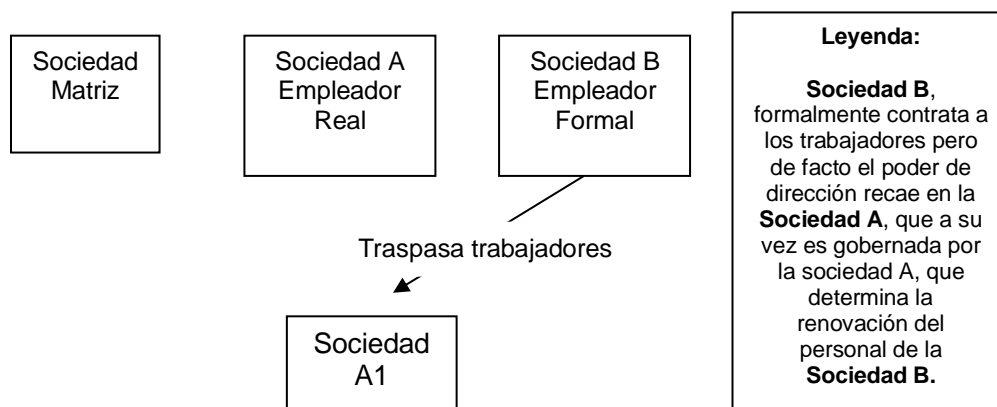 Sociedad
Matriz
Sociedad A
Empleador
Real
Sociedad B
Empleador
Formal
Traspasa trabajadores
Sociedad
A1
Leyenda:
Sociedad B,
formalmente contrata a
los trabajadores pero
de facto el poder de
dirección recae en la
Sociedad A, que a su
vez es gobernada por
la sociedad A, que
determina la
renovación del
personal de la
Sociedad B.